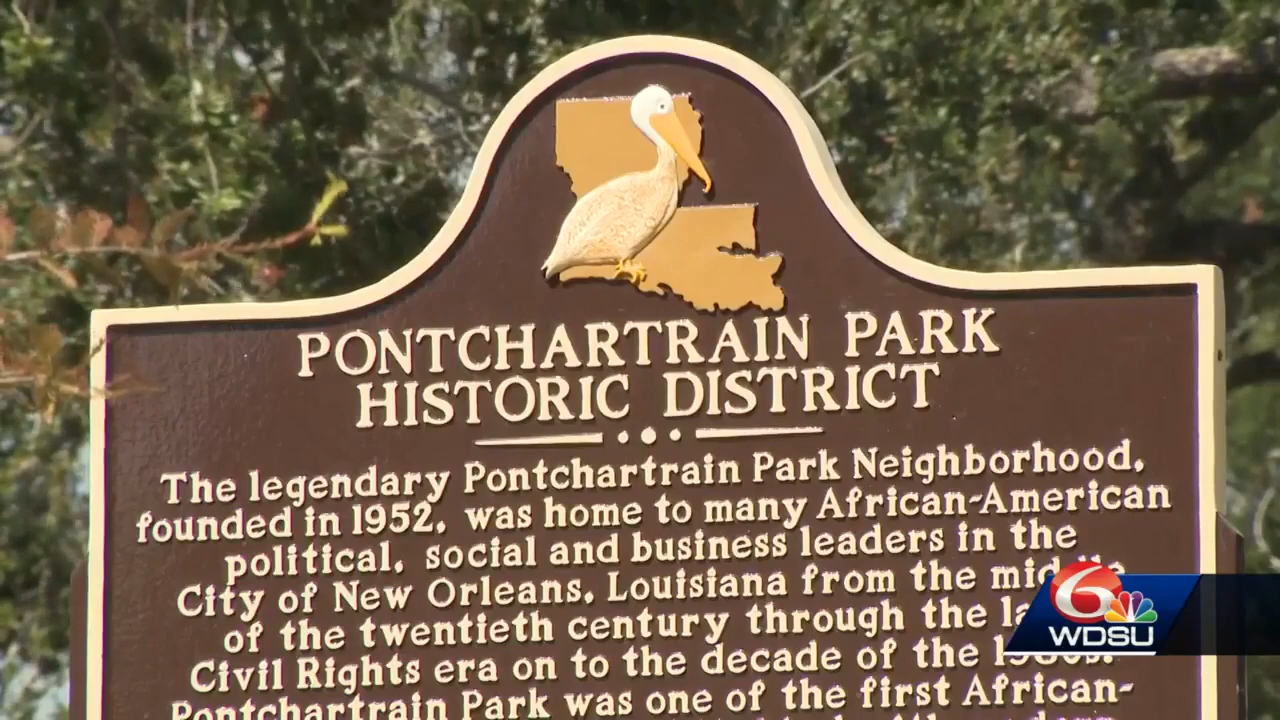 PONTCHARTRAIN PARK
HISTORIC DISTRICT
The legendary Pontchartrain Park Neighborhood,
founded in 1952, was home to many African-American
political, social and business leaders in the
City of New Orleans, Louisiana from the middle
of the twentieth century through the
Civil Rights era on to the decade of the
Pontchartrain Park was one of the first African-
6
WDSU